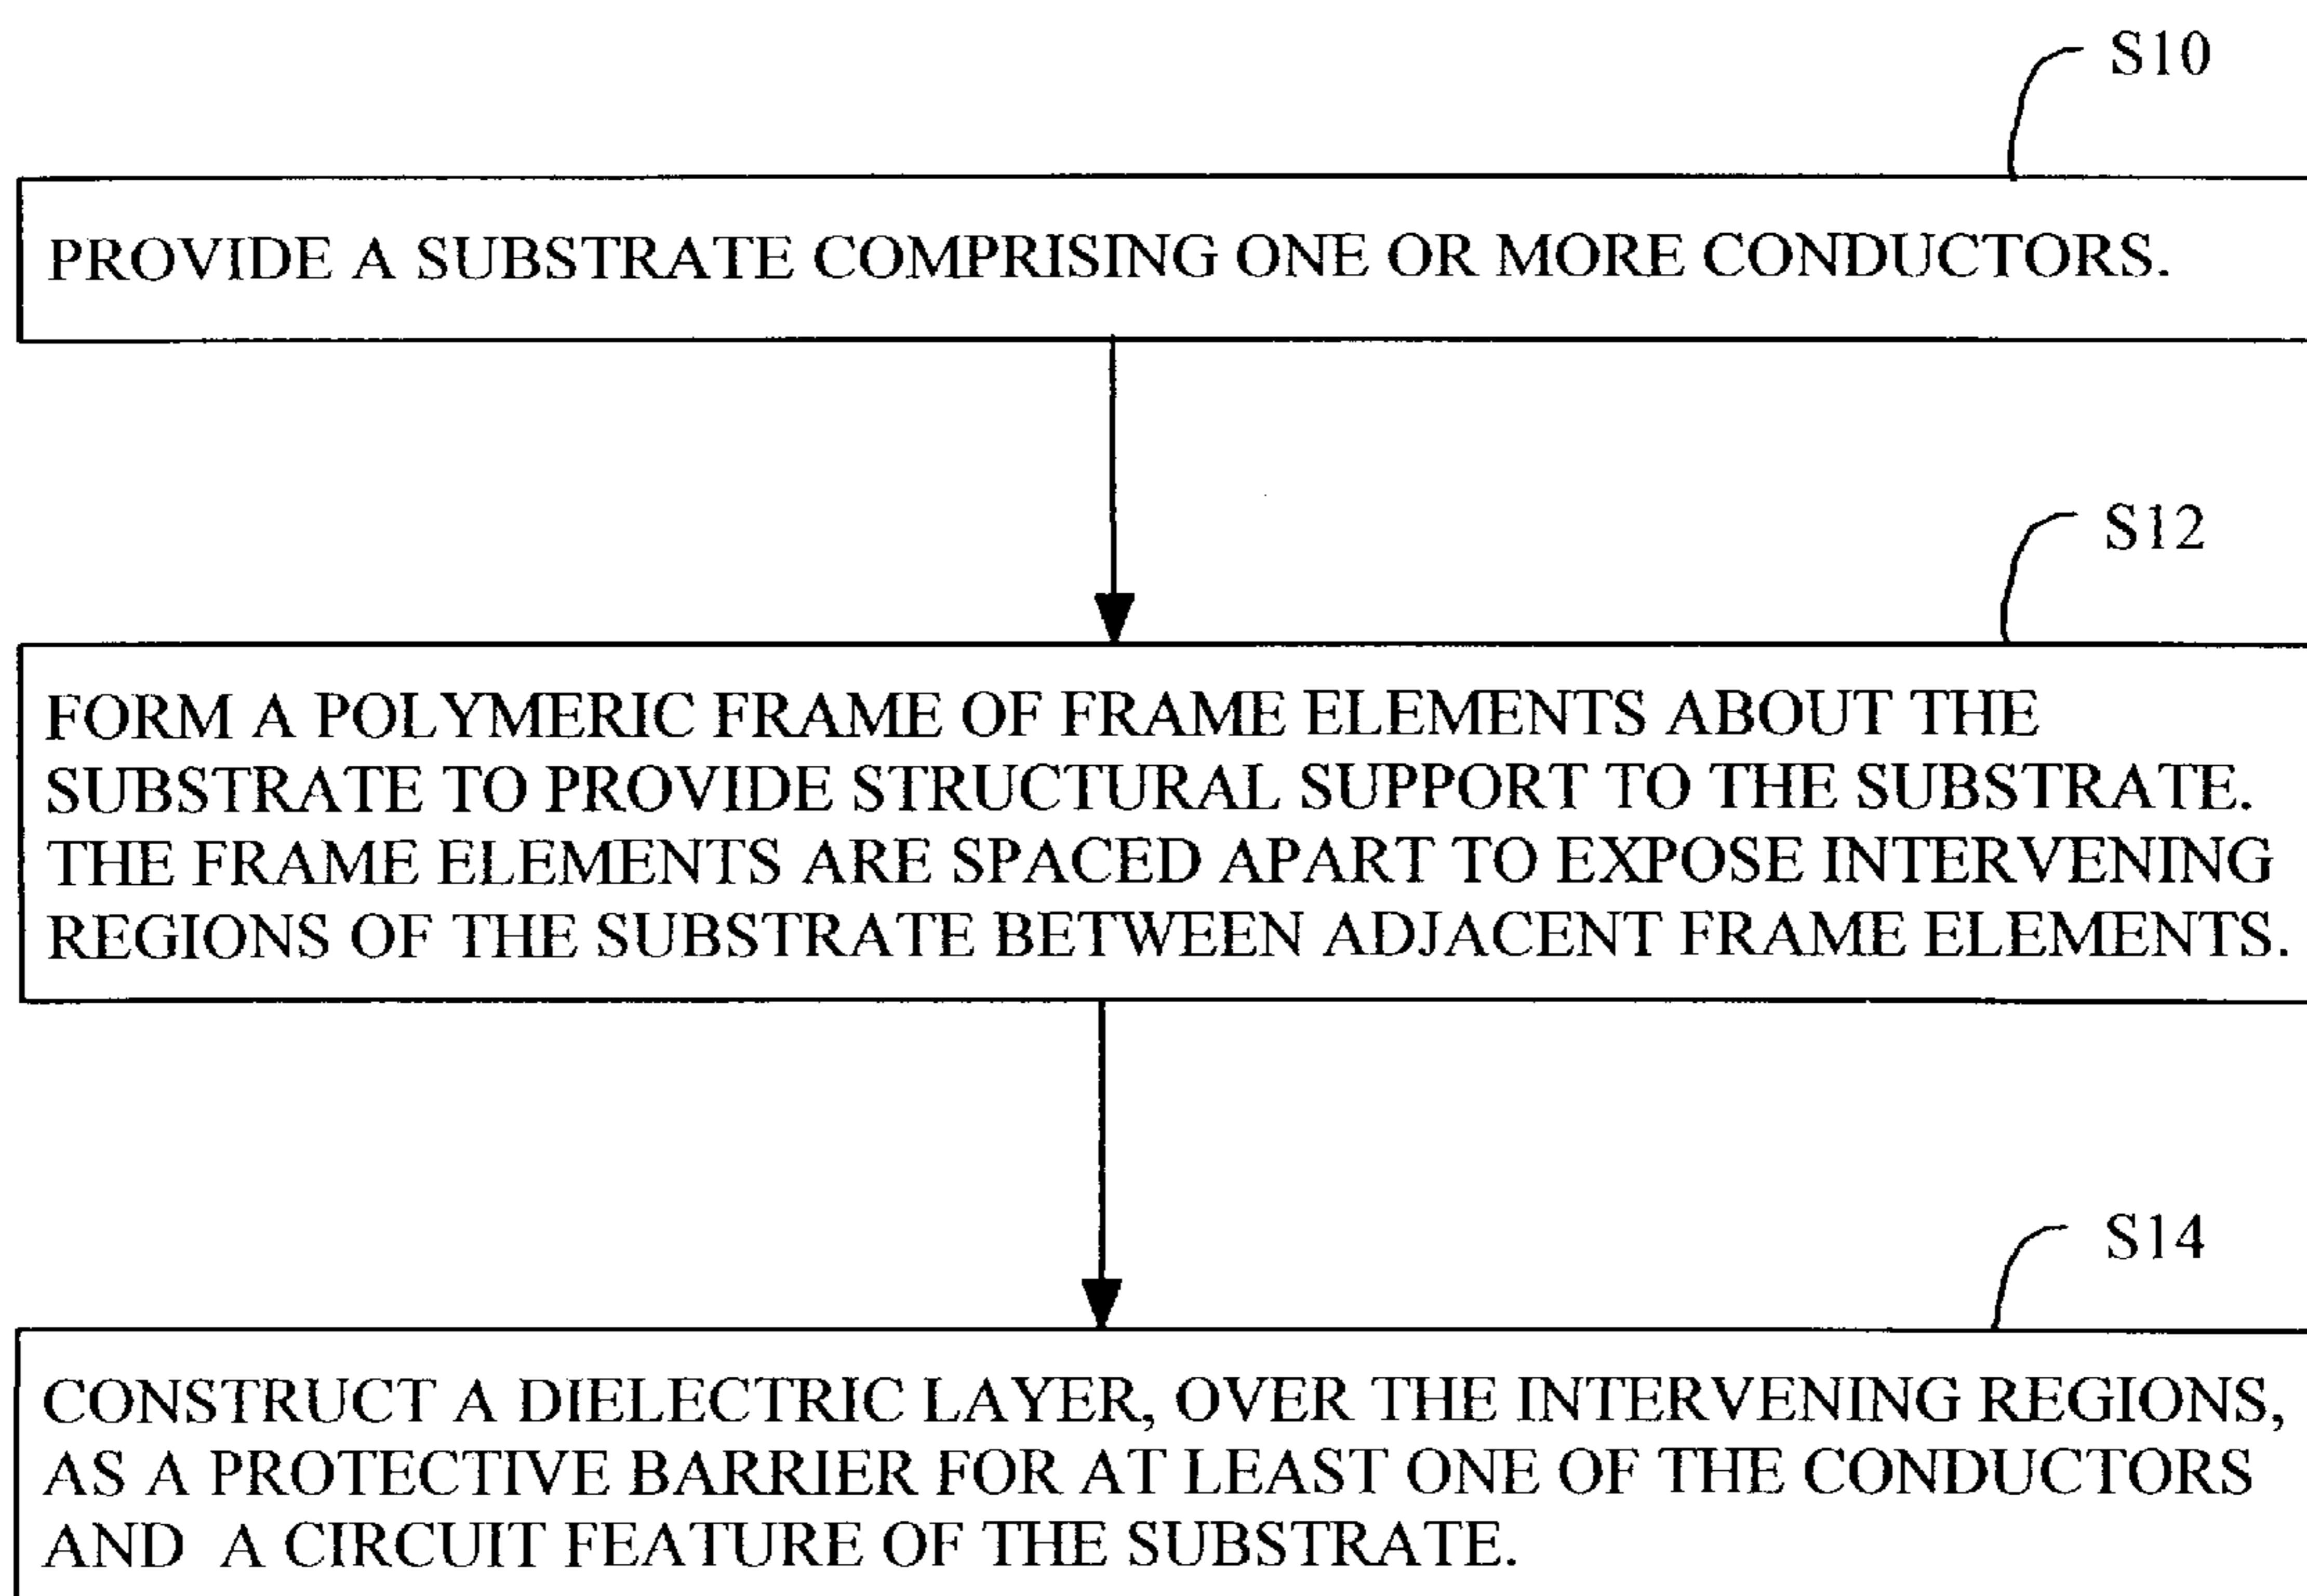 S10
PROVIDE A SUBSTRATE COMPRISING ONE OR MORE CONDUCTORS.
S12
FORM A POLYMERIC FRAME OF FRAME ELEMENTS ABOUT THE
SUBSTRATE TO PROVIDE STRUCTURAL SUPPORT TO THE SUBSTRATE.
THE FRAME ELEMENTS ARE SPACED APART TO EXPOSE INTERVENING
REGIONS OF THE SUBSTRATE BETWEEN ADJACENT FRAME ELEMENTS.
S14
CONSTRUCT A DIELECTRIC LAYER, OVER THE INTERVENING REGIONS,
AS A PROTECTIVE BARRIER FOR AT LEAST ONE OF THE CONDUCTORS
AND A CIRCUIT FEATURE OF THE SUBSTRATE.